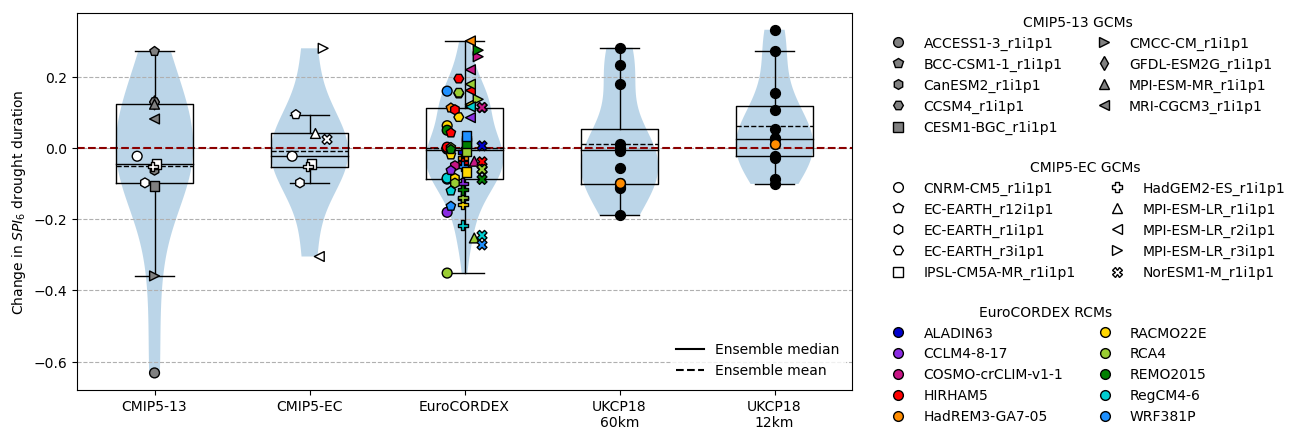 Change in SPI6 drought duration
0.2
0.0
−0.2
−0.4
−0.6
CMIP5-13
CMIP5-EC
EuroCORDEX
UKCP18
60km
UKCP18
12km
Ensemble median
Ensemble mean
CMIP5-13 GCMs
ACCESS1-3_r1i1p1
BCC-CSM1-1_r1i1p1
CanESM2_r1i1p1
CCSM4_r1i1p1
CESM1-BGC_r1i1p1
CMCC-CM_r1i1p1
GFDL-ESM2G_r1i1p1
MPI-ESM-MR_r1i1p1
MRI-CGCM3_r1i1p1
CMIP5-EC GCMs
CNRM-CM5_r1i1p1
EC-EARTH_r12i1p1
EC-EARTH_r1i1p1
EC-EARTH_r3i1p1
IPSL-CM5A-MR_r1i1p1
HadGEM2-ES_r1i1p1
MPI-ESM-LR_r1i1p1
MPI-ESM-LR_r2i1p1
MPI-ESM-LR_r3i1p1
NorESM1-M_r1i1p1
EuroCORDEX RCMs
ALADIN63
CCLM4-8-17
COSMO-crCLIM-v1-1
HIRHAM5
HadREM3-GA7-05
RACMO22E
RCA4
REMO2015
RegCM4-6
WRF381P